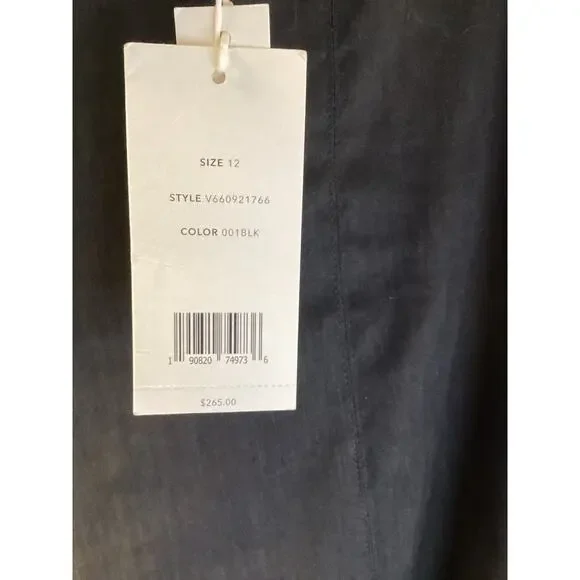 SIZE 12
STYLE V660921766
COLOR 001BLK
1 90820 74973 6
$265.00